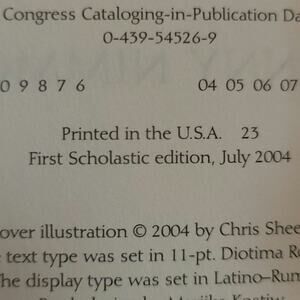 Congress Cataloging-in-Publication Da
0-439-54526-9
0 9 8 7 6 04 05 06 07
Printed in the U.S.A. 23
First Scholastic edition, July 2004
over illustration © 2004 by Chris Shee
text type was set in 11-pt. Diotima Ro
The display type was set in Latino–Rum